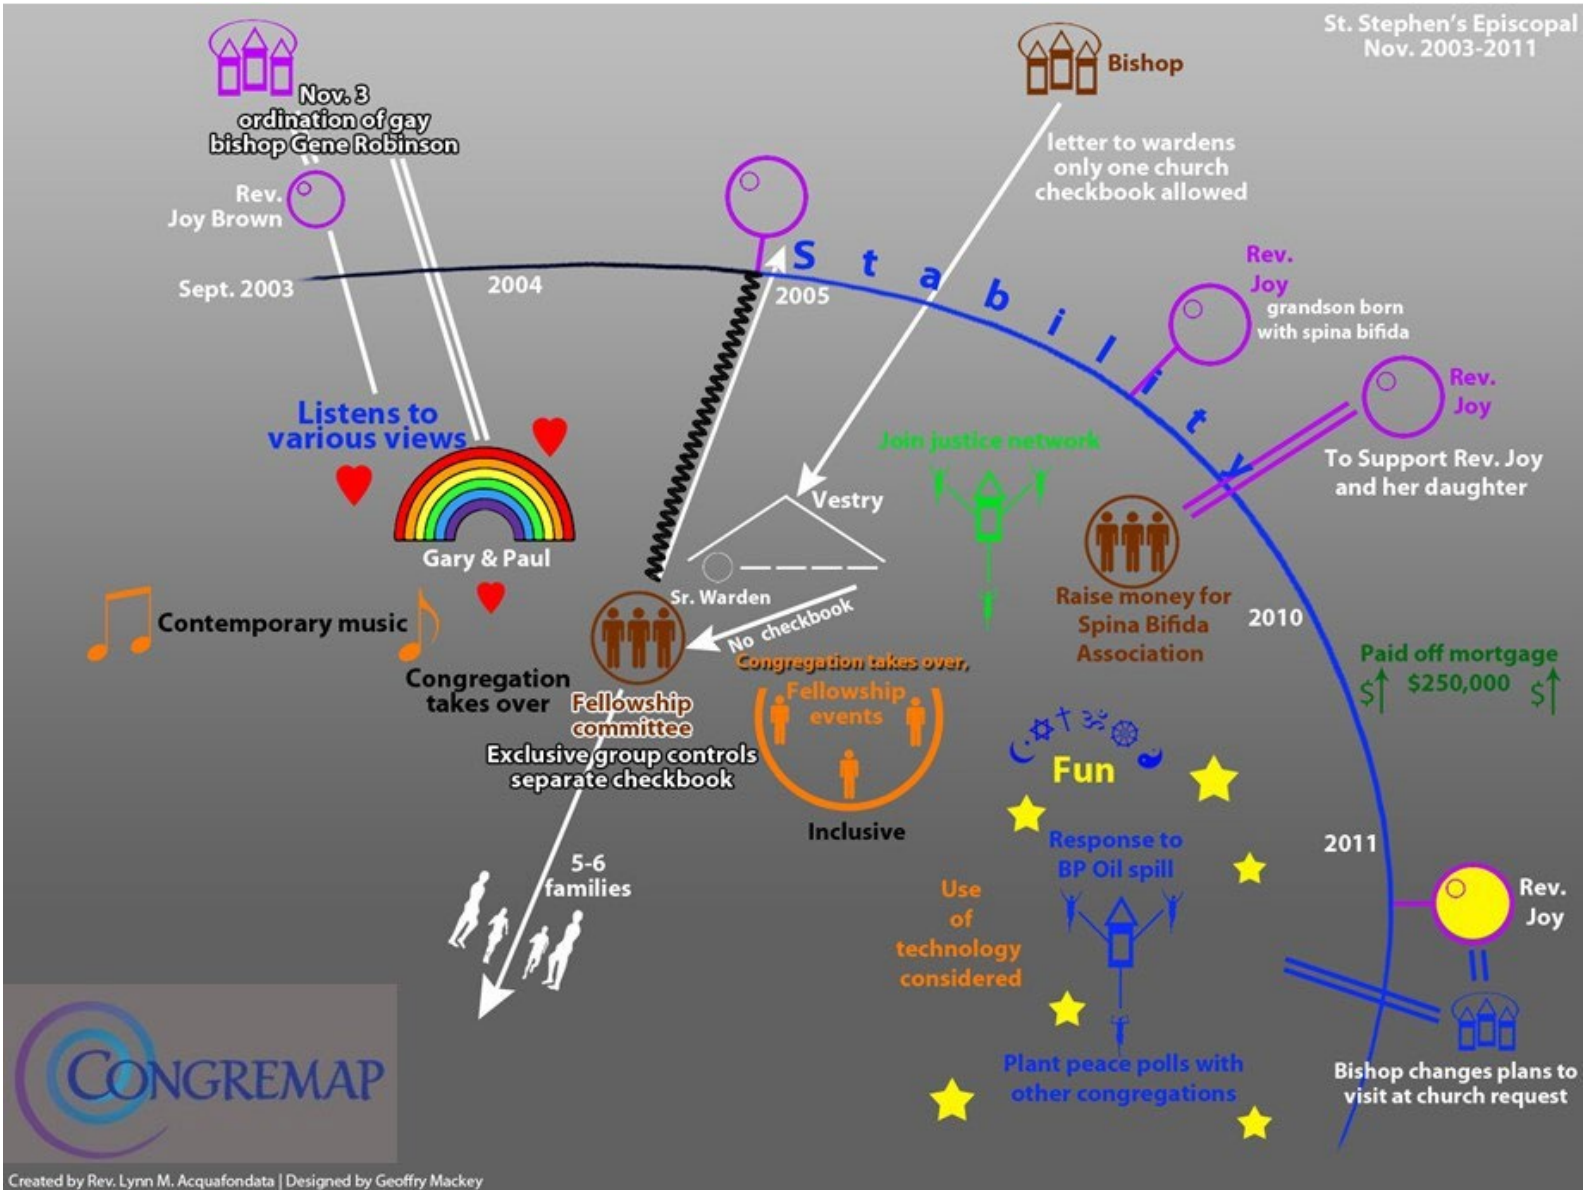 St. Stephen's Episcopal
Nov. 2003-2011
Nov. 3
ordination of gay
bishop Gene Robinson
Bishop
letter to wardens
only one church
checkbook allowed
Rev.
Joy Brown
Sept. 2003
2004
2005
Stability
Rev.
Joy
grandson born
with spina bifida
Rev.
Joy
To Support Rev. Joy
and her daughter
Listens to
various views
Gary & Paul
Contemporary music
Congregation
takes over
Vestry
Sr. Warden
No checkbook
Fellowship
committee
Exclusive group controls
separate checkbook
5-6
families
Congregation takes over,
Fellowship
events
Inclusive
Join justice network
Raise money for
Spina Bifida
Association
2010
Paid off mortgage
$ $250,000 $
Fun
2011
Response to
BP Oil spill
Use
of
technology
considered
Plant peace polls with
other congregations
Rev.
Joy
Bishop changes plans to
visit at church request
CONGREMAP
Created by Rev. Lynn M. Acquafondata | Designed by Geoffry Mackey